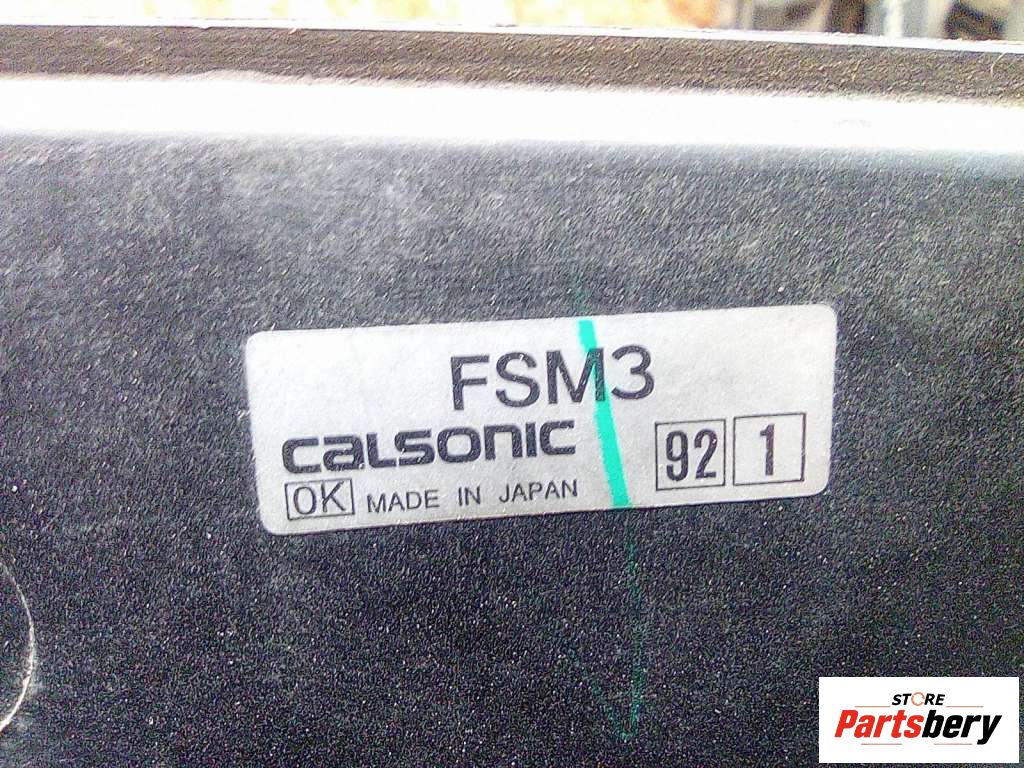 FSM3
CALSONIC
92 1
OK MADE IN JAPAN
STORE
Partsbery